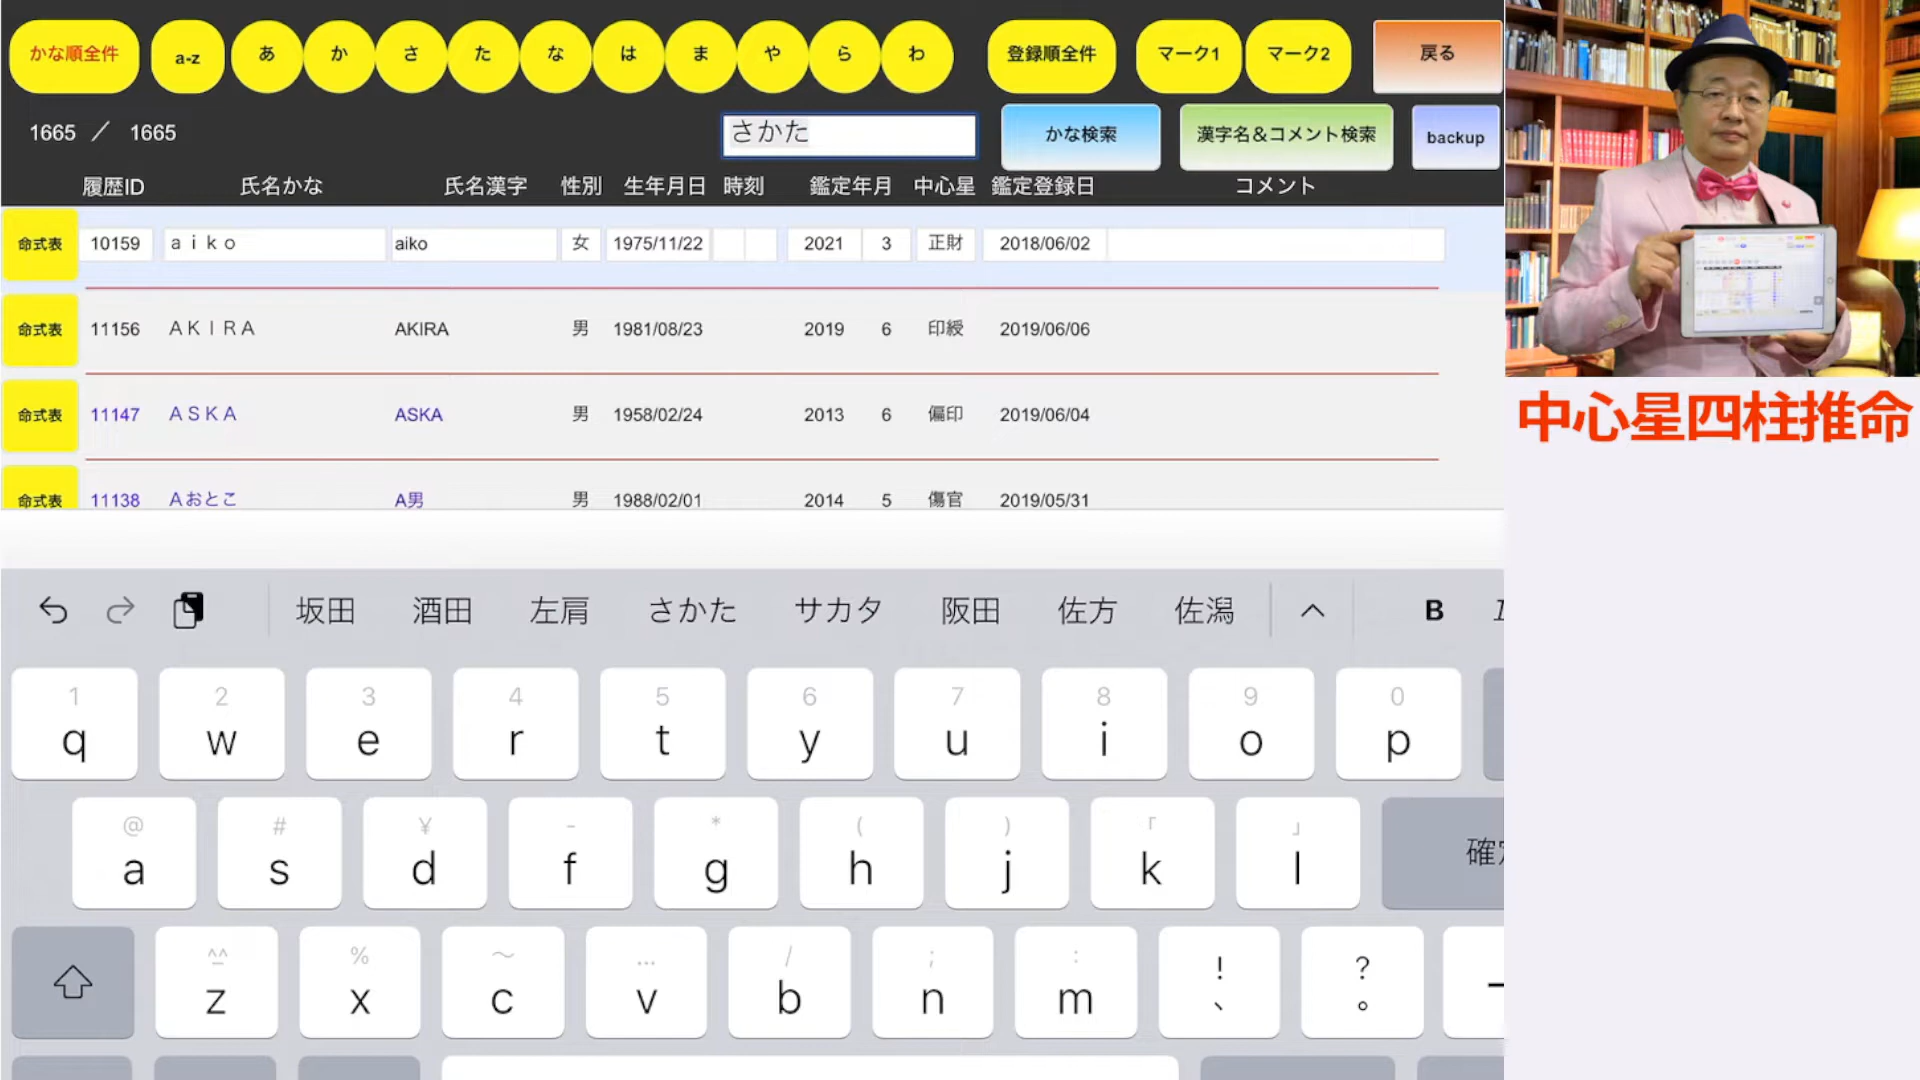 かな順全件 a-z あ か さ た な は ま や ら わ 登録順全件 マーク1 マーク2 戻る
1665 ／ 1665 さかた かな検索 漢字名&コメント検索 backup
履歴ID 氏名かな 氏名漢字 性別 生年月日 時刻 鑑定年月 中心星 鑑定登録日 コメント
命式表 10159 ａｉｋｏ aiko 女 1975/11/22 2021 3 正財 2018/06/02
命式表 11156 ＡＫＩＲＡ AKIRA 男 1981/08/23 2019 6 印綬 2019/06/06
命式表 11147 ＡＳＫＡ ASKA 男 1958/02/24 2013 6 偏印 2019/06/04
命式表 11138 Ａおとこ A男 男 1988/02/01 2014 5 傷官 2019/05/31
中心星四柱推命
坂田 酒田 左肩 さかた サカタ 阪田 佐方 佐潟 B I
1 2 3 4 5 6 7 8 9 0
q w e r t y u i o p
@ # ¥ - * ( ) 「 」
a s d f g h j k l 確定
^^ % 〜 … / ; : ! ?
z x c v b n m 、 。